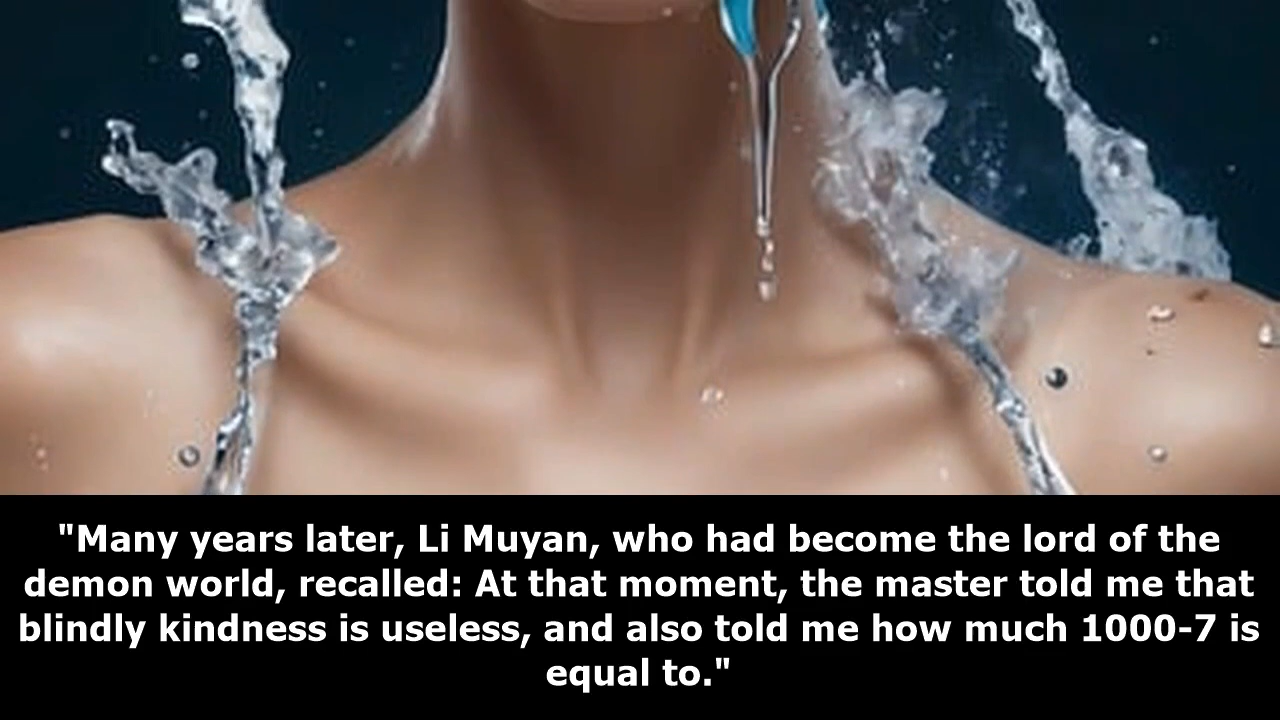 "Many years later, Li Muyan, who had become the lord of the
demon world, recalled: At that moment, the master told me that
blindly kindness is useless, and also told me how much 1000-7 is
equal to."